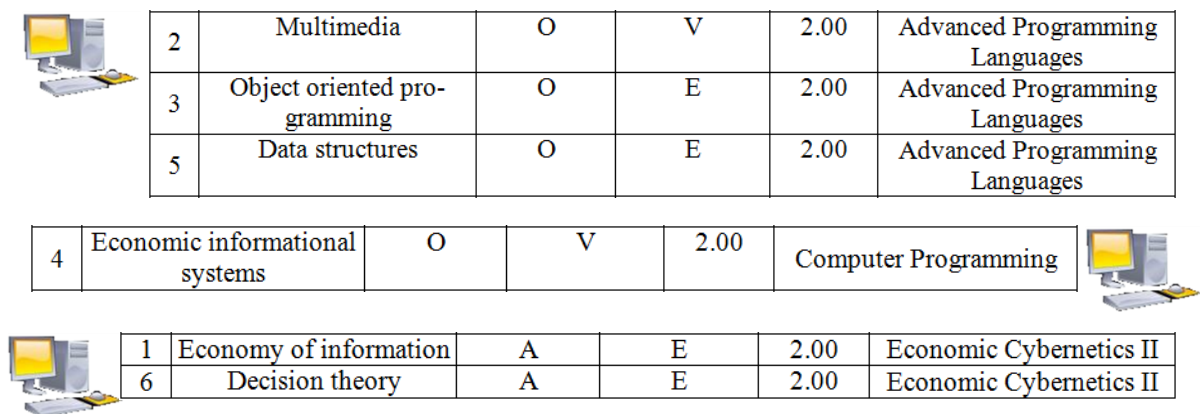 2 Multimedia O V 2.00 Advanced Programming
Languages
3 Object oriented pro- O E 2.00 Advanced Programming
gramming Languages
5 Data structures O E 2.00 Advanced Programming
Languages
4 Economic informational O V 2.00 Computer Programming
systems
1 Economy of information A E 2.00 Economic Cybernetics II
6 Decision theory A E 2.00 Economic Cybernetics II